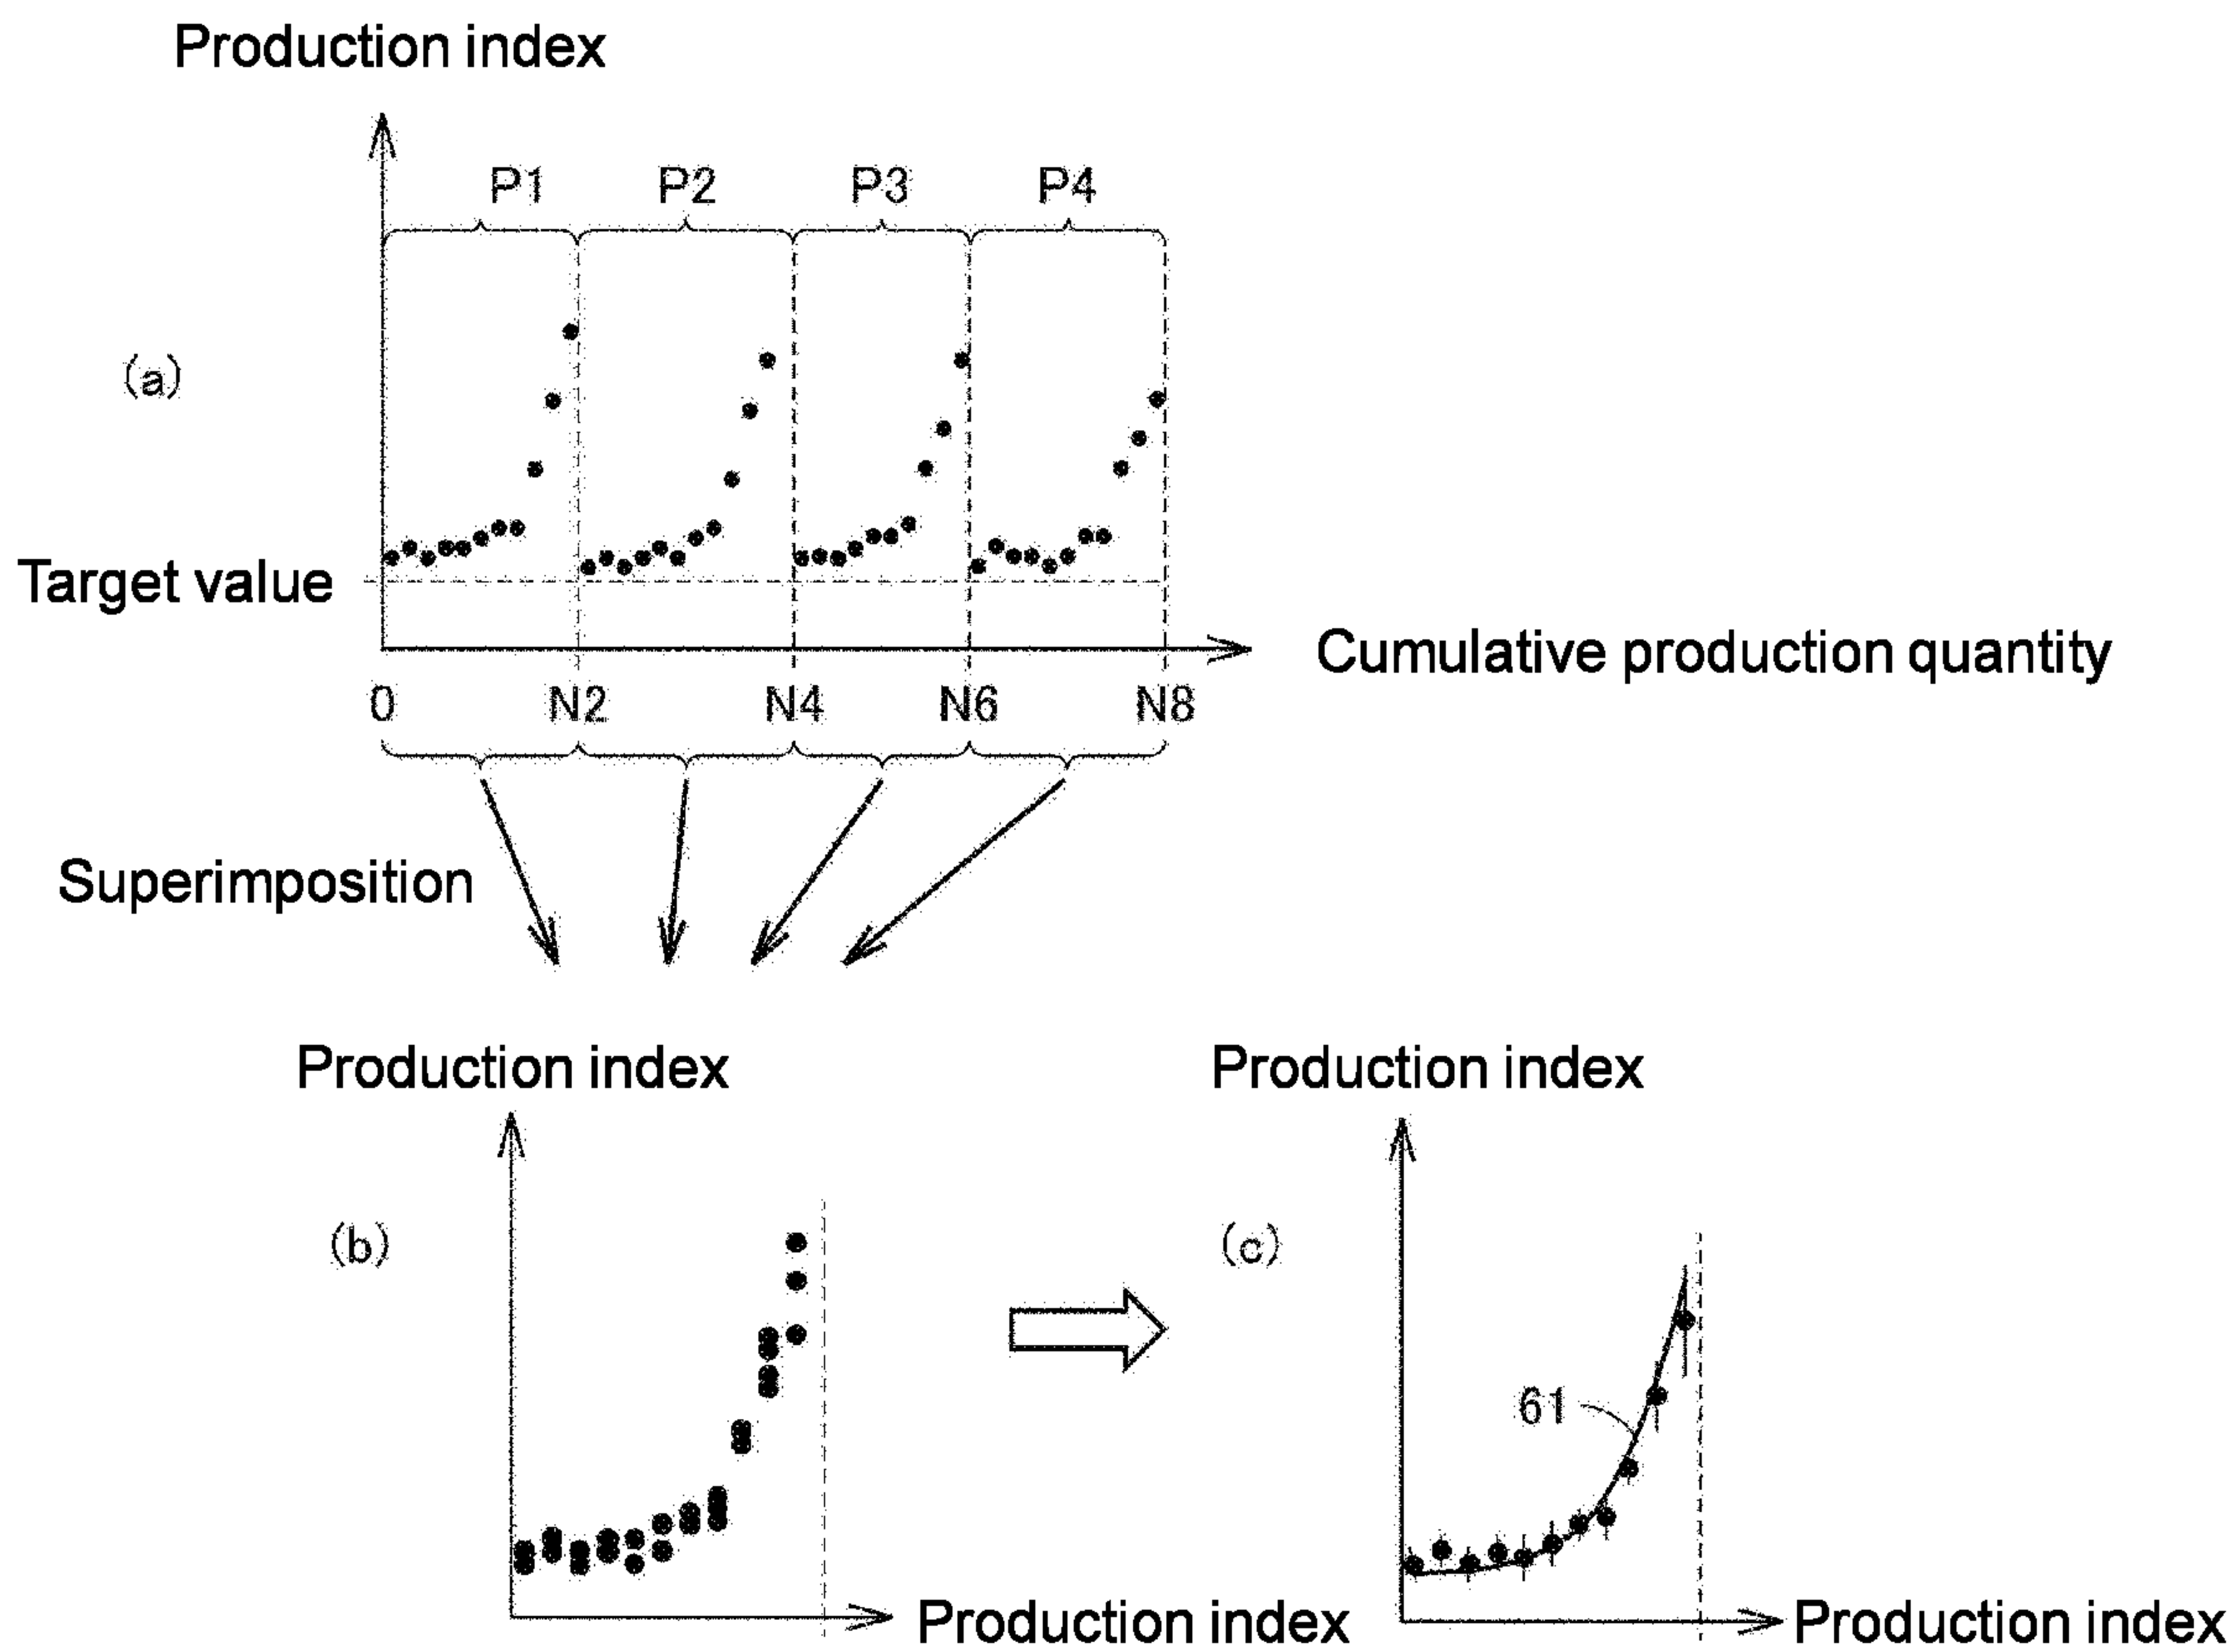 Production index
P1 P2 P3 P4
(a)
Target value
Cumulative production quantity
0 N2 N4 N6 N8
Superimposition
Production index
Production index
(b)
(c)
61
Production index
Production index